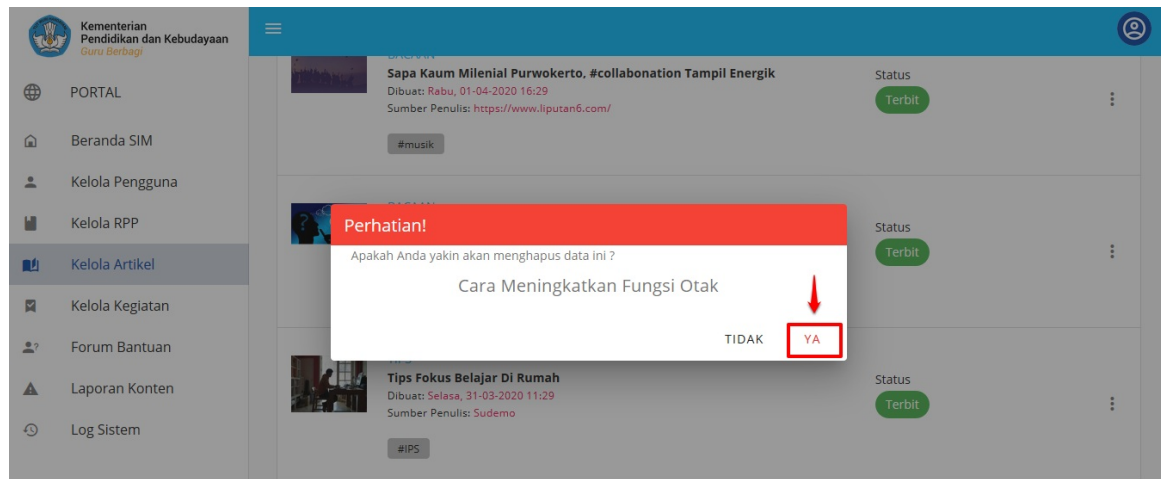 Kementerian
Pendidikan dan Kebudayaan
Guru Berbagi
PORTAL
Beranda SIM
Kelola Pengguna
Kelola RPP
Kelola Artikel
Kelola Kegiatan
Forum Bantuan
Laporan Konten
Log Sistem
Sapa Kaum Milenial Purwokerto, #collabonation Tampil Energik
Dibuat: Rabu, 01-04-2020 16:29
Sumber Penulis: https://www.liputan6.com/
#musik
Status
Terbit
Perhatian!
Apakah Anda yakin akan menghapus data ini ?
Cara Meningkatkan Fungsi Otak
TIDAK YA
Status
Terbit
Tips Fokus Belajar Di Rumah
Dibuat: Selasa, 31-03-2020 11:29
Sumber Penulis: Sudemo
#IPS
Status
Terbit